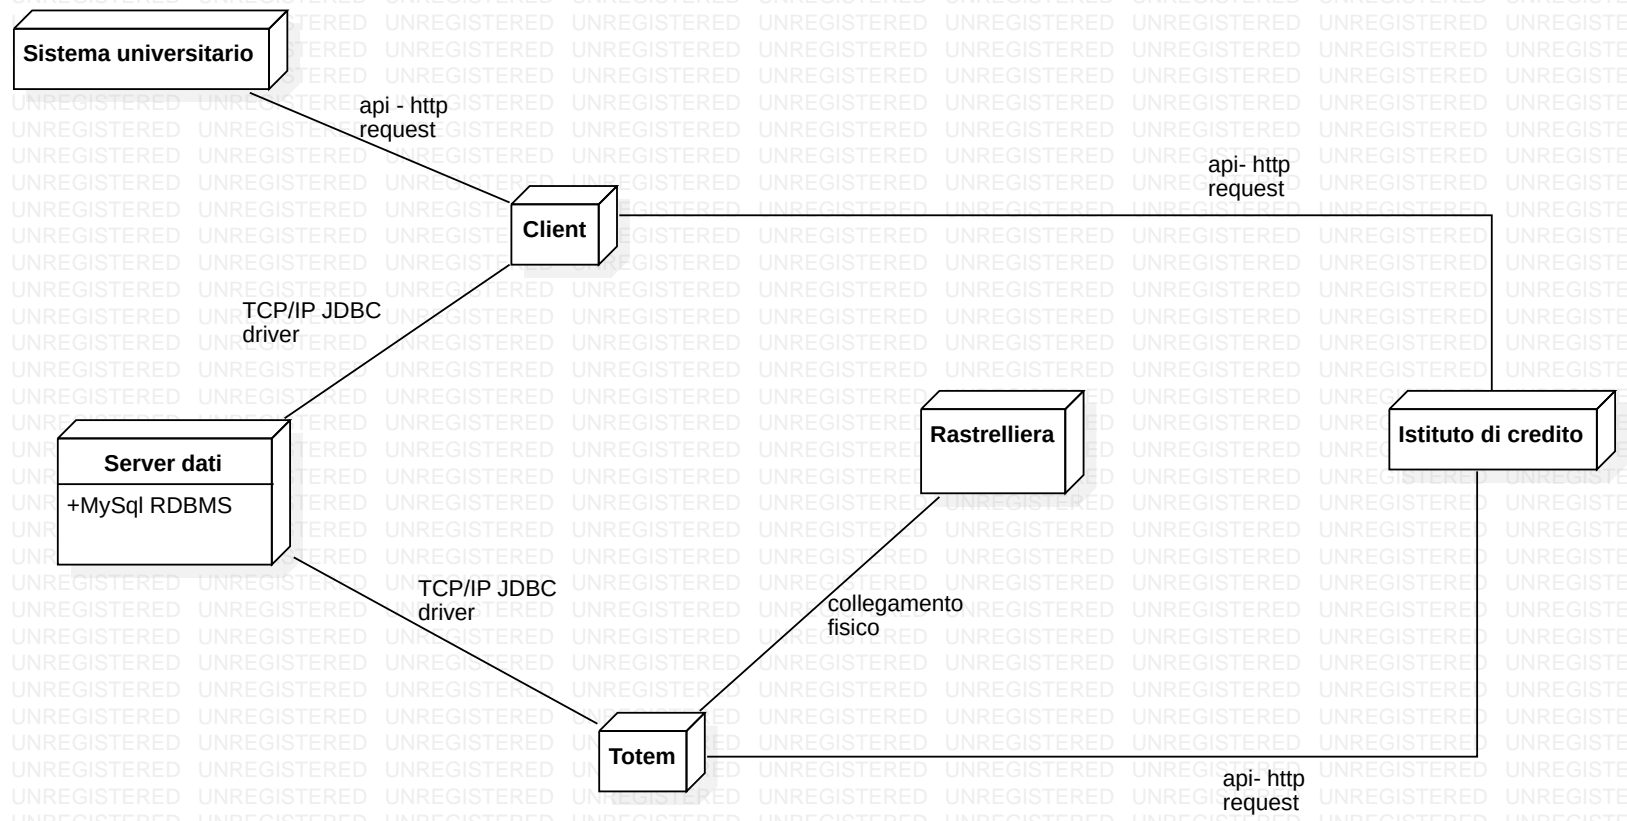 Sistema universitario
api - http
request
api- http
request
Client
TCP/IP JDBC
driver
Rastrelliera
Istituto di credito
Server dati
+MySql RDBMS
TCP/IP JDBC
driver
collegamento
fisico
Totem
api- http
request
UNREGISTERED